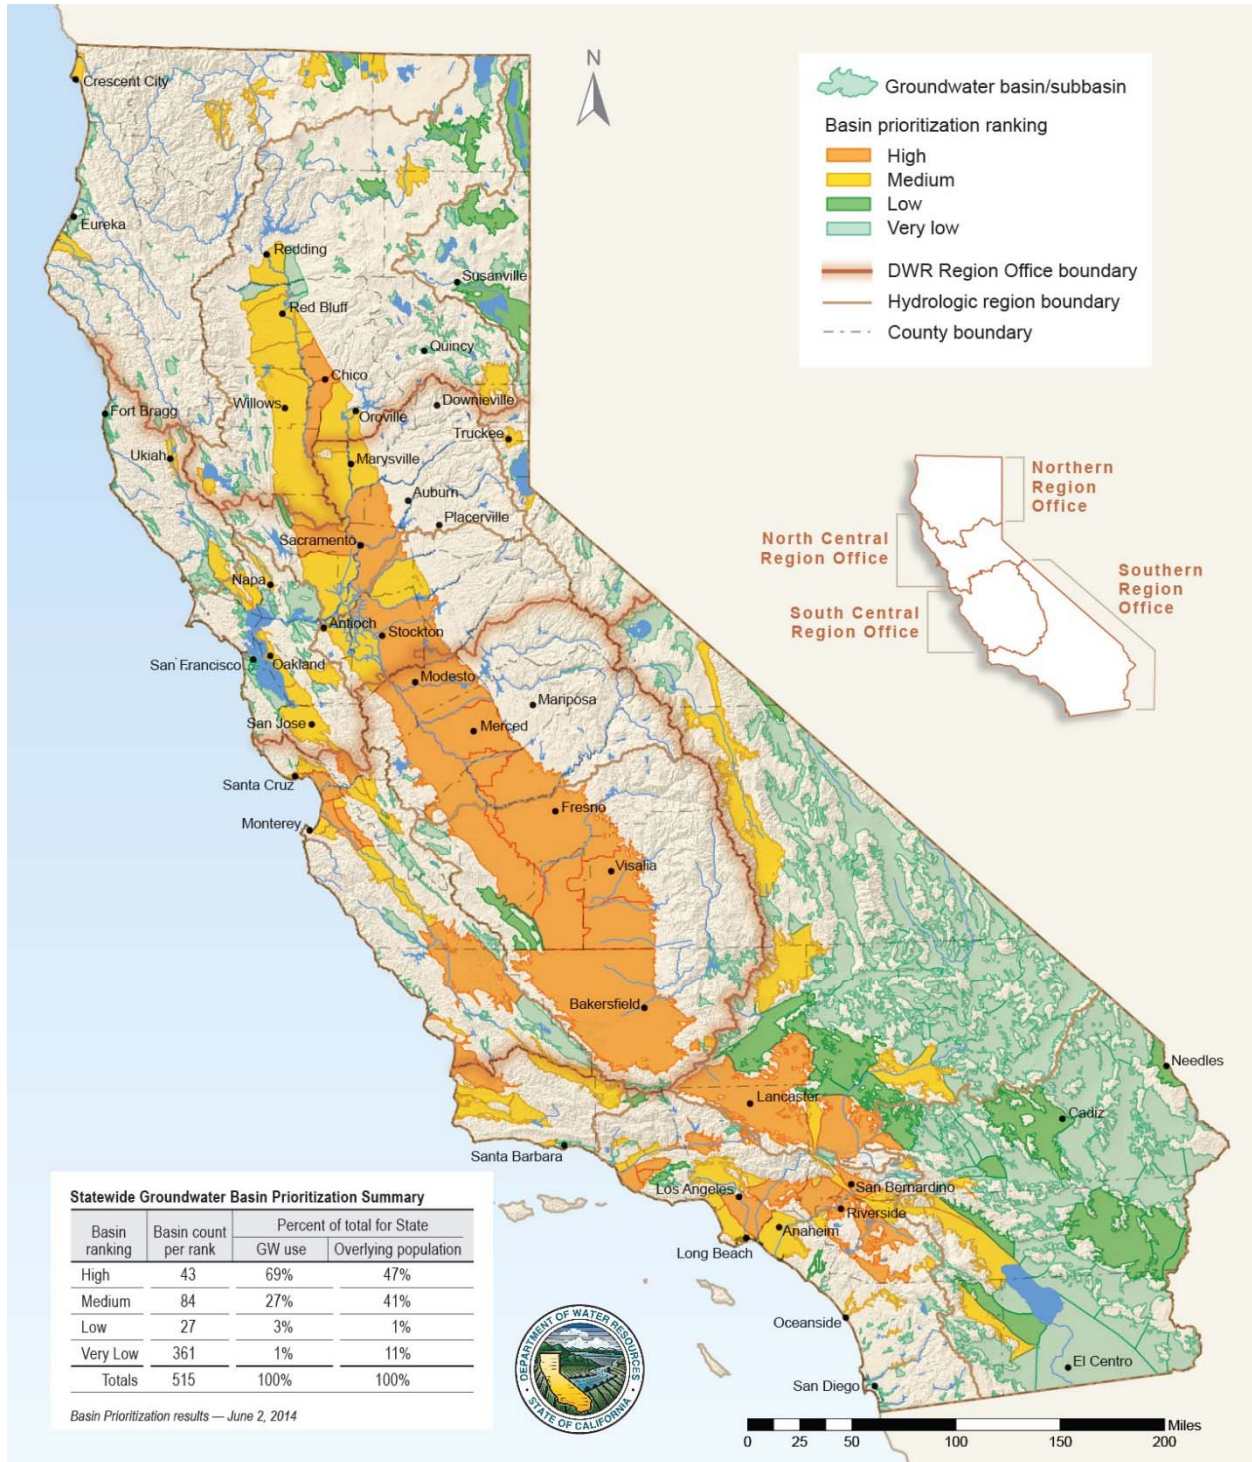 N
Groundwater basin/subbasin
Basin prioritization ranking
High
Medium
Low
Very low
DWR Region Office boundary
Hydrologic region boundary
County boundary
Crescent City
Eureka
Redding
Susanville
Red Bluff
Quincy
Chico
Willows
Oroville
Downieville
Fort Bragg
Truckee
Ukiah
Marysville
Auburn
Placerville
Sacramento
Napa
Antioch
Stockton
San Francisco
Oakland
Modesto
Mariposa
San Jose
Merced
Santa Cruz
Fresno
Monterey
Visalia
Bakersfield
Needles
Lancaster
Cadiz
Santa Barbara
Los Angeles
San Bernardino
Riverside
Anaheim
Long Beach
Oceanside
El Centro
San Diego
Northern
Region
Office
North Central
Region Office
Southern
Region
Office
South Central
Region Office
Statewide Groundwater Basin Prioritization Summary
Basin ranking Basin count per rank Percent of total for State
GW use Overlying population
High 43 69% 47%
Medium 84 27% 41%
Low 27 3% 1%
Very Low 361 1% 11%
Totals 515 100% 100%
Basin Prioritization results — June 2, 2014
DEPARTMENT OF WATER RESOURCES
STATE OF CALIFORNIA
Miles
0 25 50 100 150 200